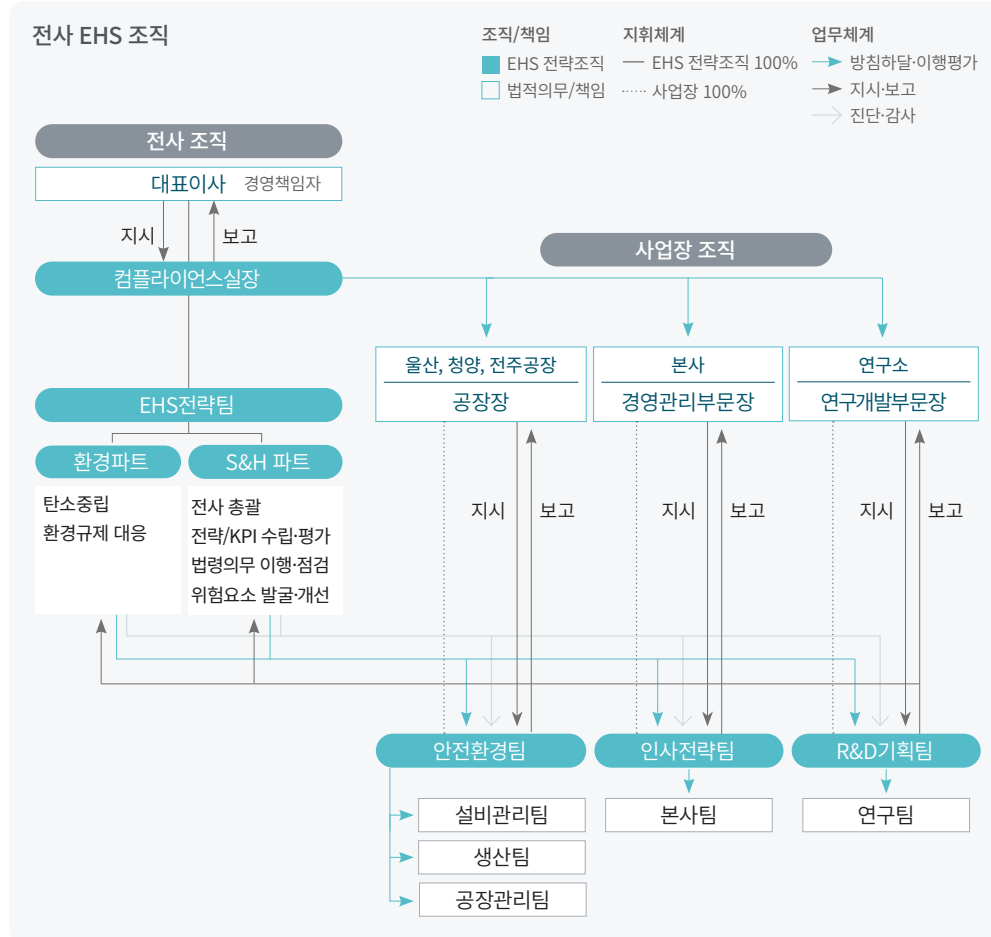 전사 EHS 조직
조직/책임
EHS 전략조직
법적의무/책임
지휘체계
EHS 전략조직 100%
사업장 100%
업무체계
방침하달·이행평가
지시·보고
진단·감사
전사 조직
대표이사 경영책임자
지시
보고
컴플라이언스실장
EHS전략팀
환경파트
S&H 파트
탄소중립
환경규제 대응
전사 총괄
전략/KPI 수립·평가
법령의무 이행·점검
위험요소 발굴·개선
사업장 조직
울산, 청양, 전주공장
공장장
본사
경영관리부문장
연구소
연구개발부문장
지시
보고
지시
보고
지시
보고
안전환경팀
인사전략팀
R&D기획팀
설비관리팀
생산팀
공장관리팀
본사팀
연구팀